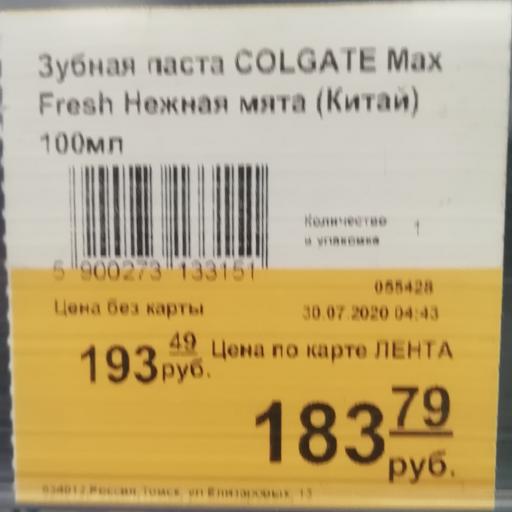 Зубная паста COLGATE Max
Fresh Нежная мята (Китай)
100мл
Количество
в упаковке 1
5 900273 133151
055428
Цена без карты 30.07.2020 04:43
193 49 руб.
Цена по карте ЛЕНТА
183 79 руб.
634012,Россия,Томск, ул Елизаровых, 13